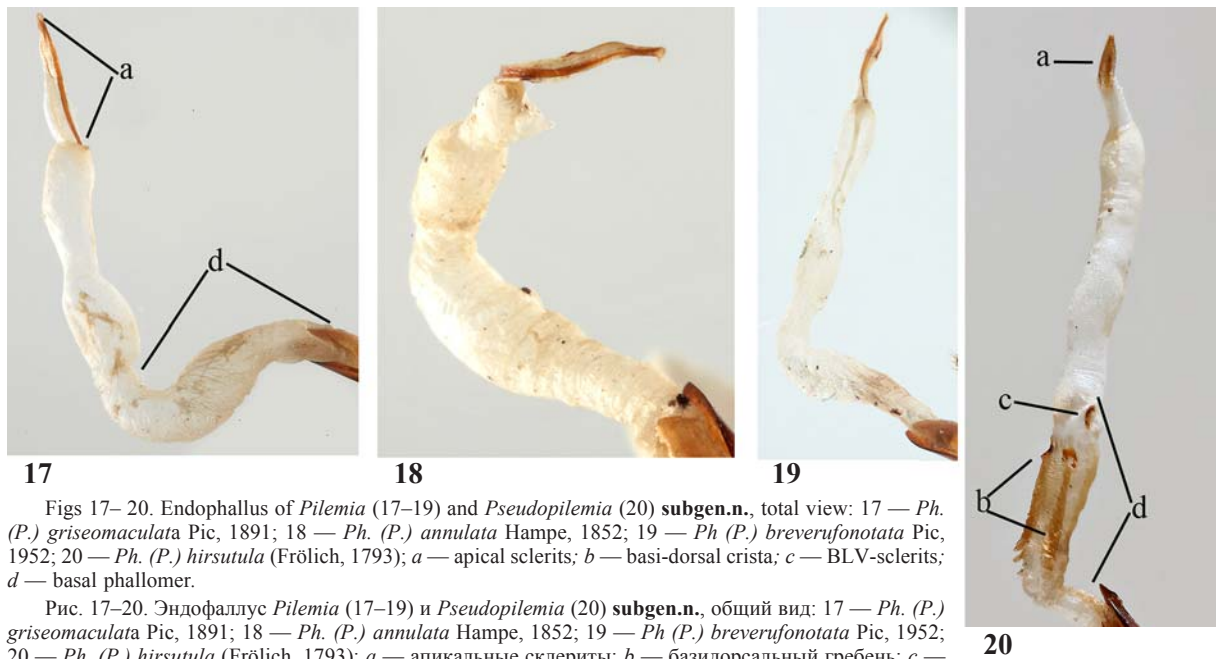 a
d
a
c
b
d
17
18
19
20
Figs 17– 20. Endophallus of Pilemia (17–19) and Pseudopilemia (20) subgen.n., total view: 17 — Ph.
(P.) griseomaculata Pic, 1891; 18 — Ph. (P.) annulata Hampe, 1852; 19 — Ph (P.) breverufonotata Pic,
1952; 20 — Ph. (P.) hirsutula (Frölich, 1793); a — apical sclerits; b — basi-dorsal crista; c — BLV-sclerits;
d — basal phallomer.
Рис. 17–20. Эндофаллус Pilemia (17–19) и Pseudopilemia (20) subgen.n., общий вид: 17 — Ph. (P.)
griseomaculata Pic, 1891; 18 — Ph. (P.) annulata Hampe, 1852; 19 — Ph (P.) breverufonotata Pic, 1952;
20 — Ph. (P.) hirsutula (Frölich, 1793); a — апикальные склериты; b — базидорсальный гребень; c —